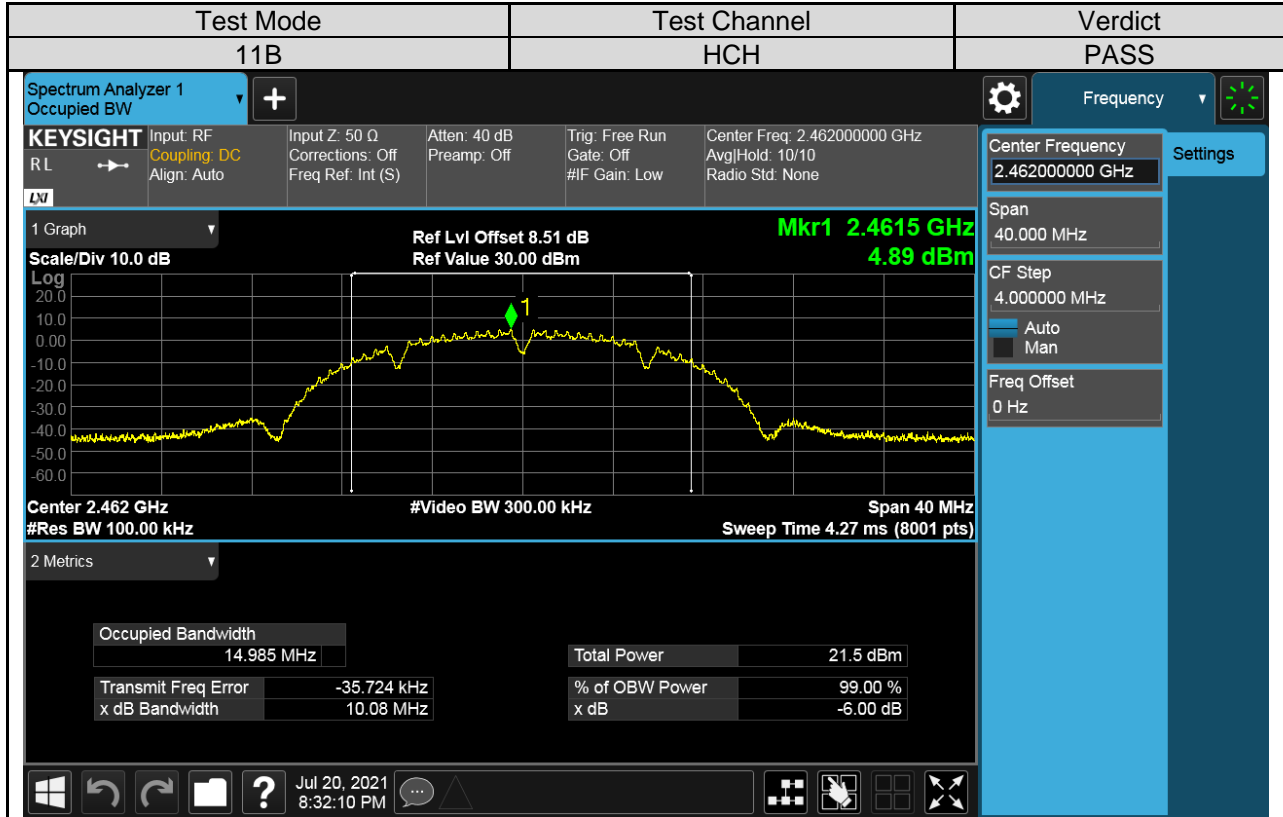 Test Mode Test Channel Verdict
11B HCH PASS
Spectrum Analyzer 1
Occupied BW
+
Frequency
KEYSIGHT Input: RF Input Z: 50 Ω Atten: 40 dB Trig: Free Run Center Freq: 2.462000000 GHz
RL Coupling: DC Corrections: Off Preamp: Off Gate: Off Avg|Hold: 10/10
Align: Auto Freq Ref: Int (S) #IF Gain: Low Radio Std: None
LXI
Center Frequency
2.462000000 GHz
Settings
Span
40.000 MHz
CF Step
4.000000 MHz
Auto
Man
Freq Offset
0 Hz
1 Graph Ref Lvl Offset 8.51 dB Mkr1 2.4615 GHz
Scale/Div 10.0 dB Ref Value 30.00 dBm 4.89 dBm
Log
20.0
10.0
0.00
-10.0
-20.0
-30.0
-40.0
-50.0
-60.0
1
Center 2.462 GHz #Video BW 300.00 kHz Span 40 MHz
#Res BW 100.00 kHz Sweep Time 4.27 ms (8001 pts)
2 Metrics
Occupied Bandwidth
14.985 MHz Total Power 21.5 dBm
Transmit Freq Error -35.724 kHz % of OBW Power 99.00 %
x dB Bandwidth 10.08 MHz x dB -6.00 dB
? Jul 20, 2021
8:32:10 PM